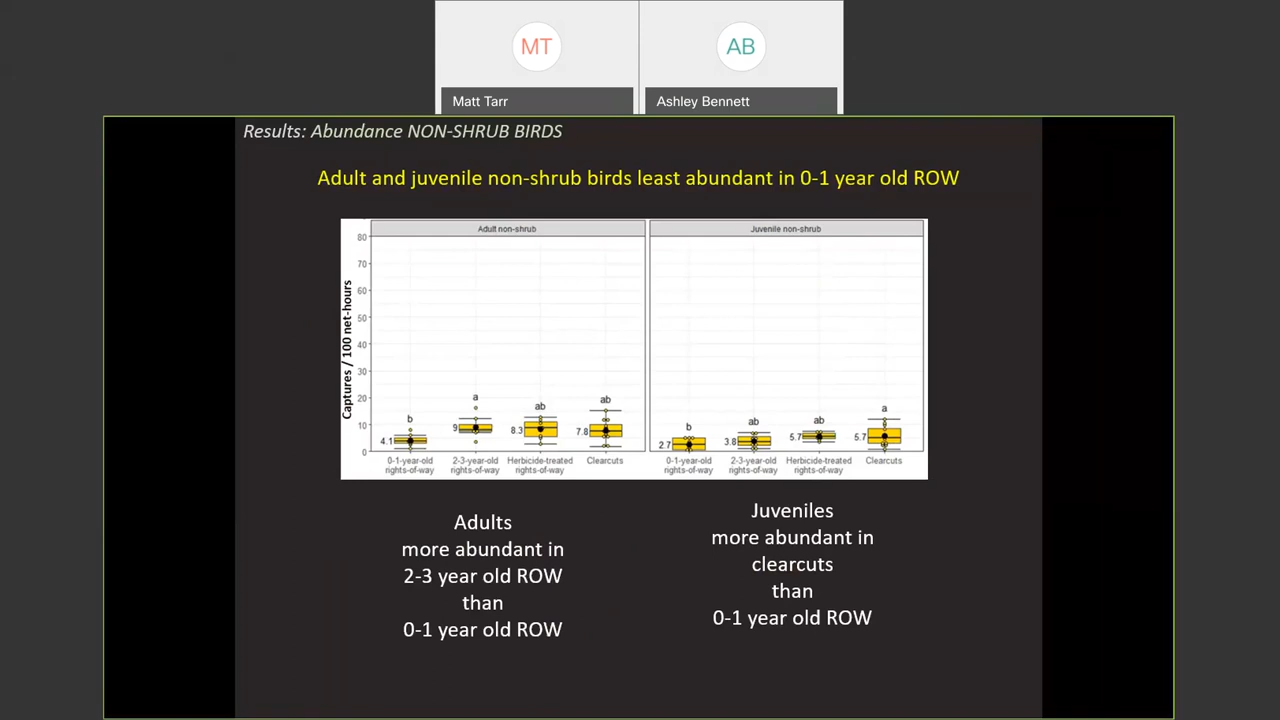 MT
AB
Matt Tarr
Ashley Bennett
Results: Abundance NON-SHRUB BIRDS
Adult and juvenile non-shrub birds least abundant in 0-1 year old ROW
Adult non-shrub
Juvenile non-shrub
Captures / 100 net-hours
80
70
60
50
40
30
20
10
0
b
a
ab
ab
4.1
9
8.3
7.8
b
ab
ab
a
2.7
3.8
5.7
5.7
0-1-year-old
rights-of-way
2-3-year-old
rights-of-way
Herbicide-treated
rights-of-way
Clearcuts
0-1-year-old
rights-of-way
2-3-year-old
rights-of-way
Herbicide-treated
rights-of-way
Clearcuts
Adults
more abundant in
2-3 year old ROW
than
0-1 year old ROW
Juveniles
more abundant in
clearcuts
than
0-1 year old ROW